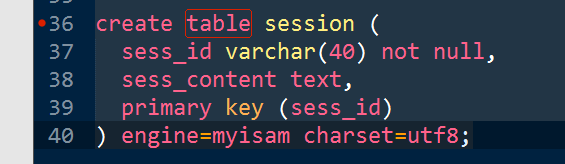 36 create table session (
37   sess_id varchar(40) not null,
38   sess_content text,
39   primary key (sess_id)
40 ) engine=myisam charset=utf8;